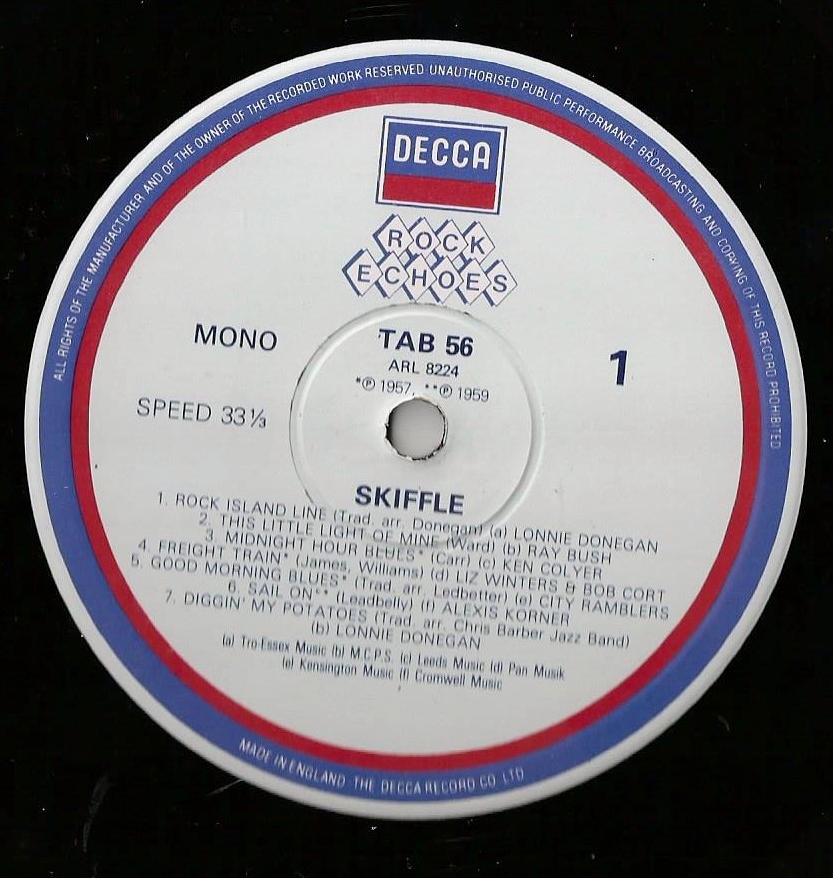 ALL RIGHTS OF THE MANUFACTURER AND OF THE OWNER OF THE RECORDED WORK RESERVED UNAUTHORISED PUBLIC PERFORMANCE BROADCASTING AND COPYING OF THIS RECORD PROHIBITED
DECCA
ROCK
ECHOES
MONO
TAB 56
1
ARL 8224
*℗ 1957, **℗ 1959
SPEED 33⅓
SKIFFLE
1. ROCK ISLAND LINE (Trad. arr. Donegan) (a) LONNIE DONEGAN
2. THIS LITTLE LIGHT OF MINE (Ward) (b) RAY BUSH
3. MIDNIGHT HOUR BLUES* (Carr) (c) KEN COLYER
4. FREIGHT TRAIN* (James, Williams) (d) LIZ WINTERS & BOB CORT
5. GOOD MORNING BLUES* (Trad. arr. Ledbetter) (e) CITY RAMBLERS
6. SAIL ON** (Leadbelly) (f) ALEXIS KORNER
7. DIGGIN' MY POTATOES (Trad. arr. Chris Barber Jazz Band)
(b) LONNIE DONEGAN
(a) Tro-Essex Music (b) M.C.P.S. (c) Leeds Music (d) Pan Musik
(e) Kensington Music (f) Cromwell Music
MADE IN ENGLAND · THE DECCA RECORD CO. LTD